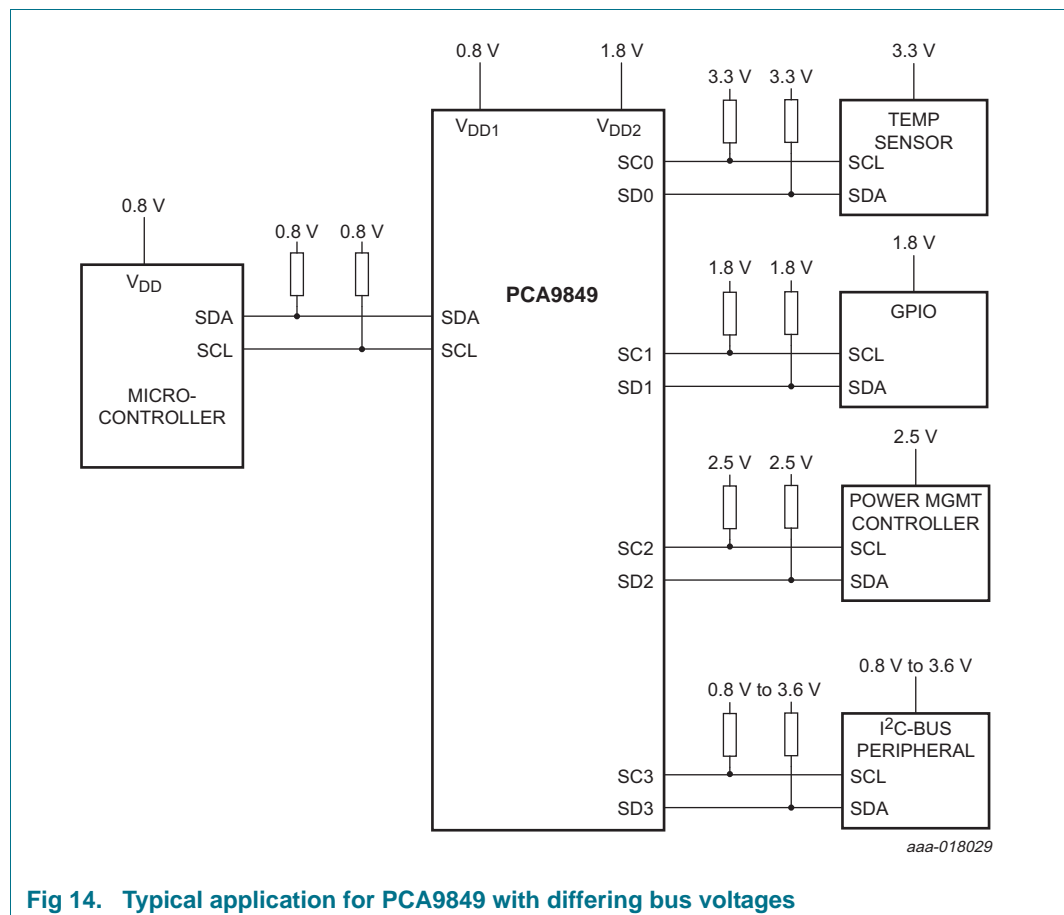 0.8 V 1.8 V 3.3 V
3.3 V 3.3 V
VDD1 VDD2
TEMP
SENSOR
SC0 SCL
SD0 SDA
0.8 V
0.8 V 0.8 V
1.8 V
1.8 V 1.8 V
VDD
PCA9849
GPIO
SDA SDA
SCL SCL
SC1 SCL
SD1 SDA
MICRO-
CONTROLLER
2.5 V
2.5 V 2.5 V
POWER MGMT
CONTROLLER
SC2 SCL
SD2 SDA
0.8 V to 3.6 V
0.8 V to 3.6 V
I2C-BUS
PERIPHERAL
SC3 SCL
SD3 SDA
aaa-018029
Fig 14. Typical application for PCA9849 with differing bus voltages